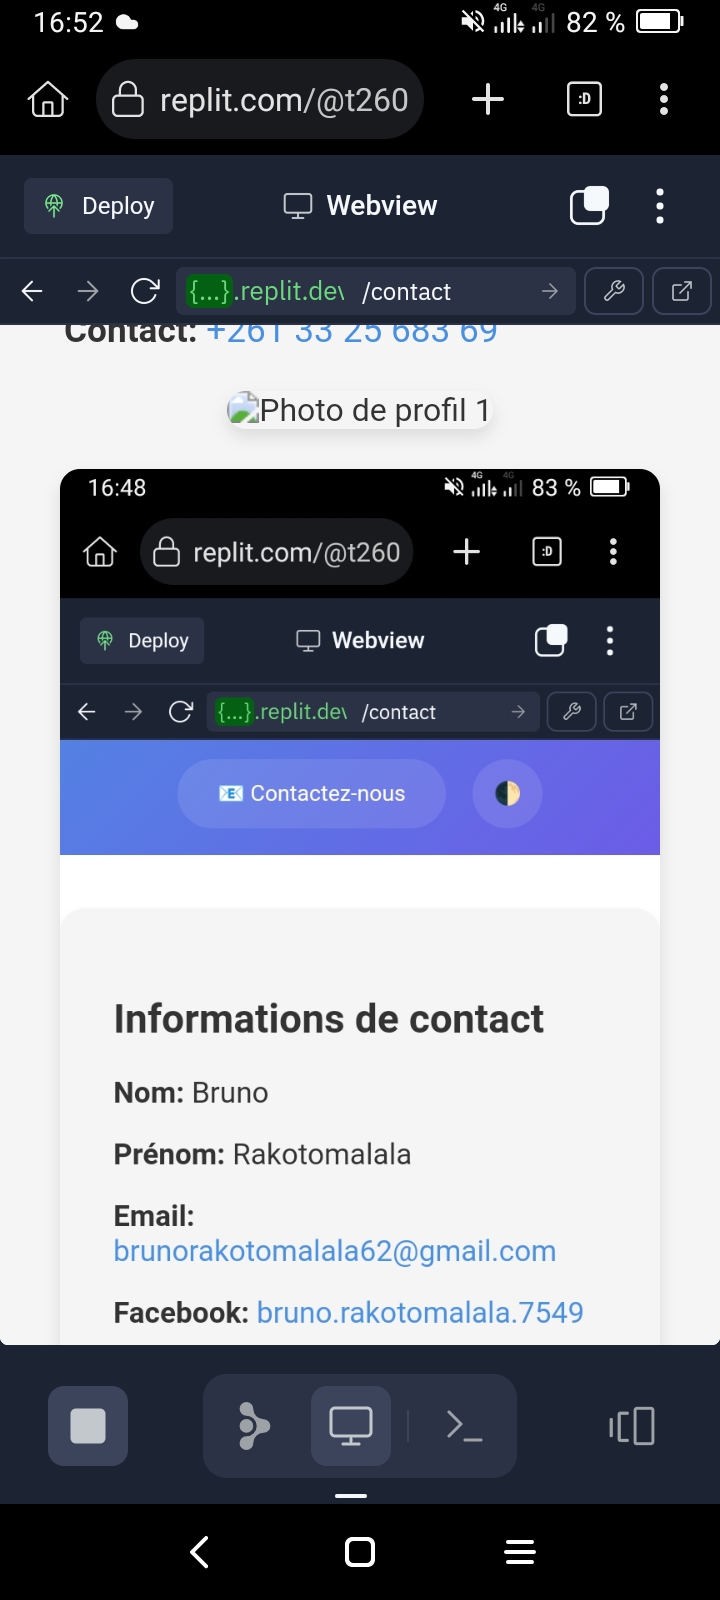 16:52 4G 4G 82 %
replit.com/@t260 :D
Deploy Webview
{...}.replit.dev /contact
Contact: +261 33 25 683 69
Photo de profil 1
16:48 4G 4G 83 %
replit.com/@t260 :D
Deploy Webview
{...}.replit.dev /contact
📧 Contactez-nous 🌓
Informations de contact
Nom: Bruno
Prénom: Rakotomalala
Email:
brunorakotomalala62@gmail.com
Facebook: bruno.rakotomalala.7549